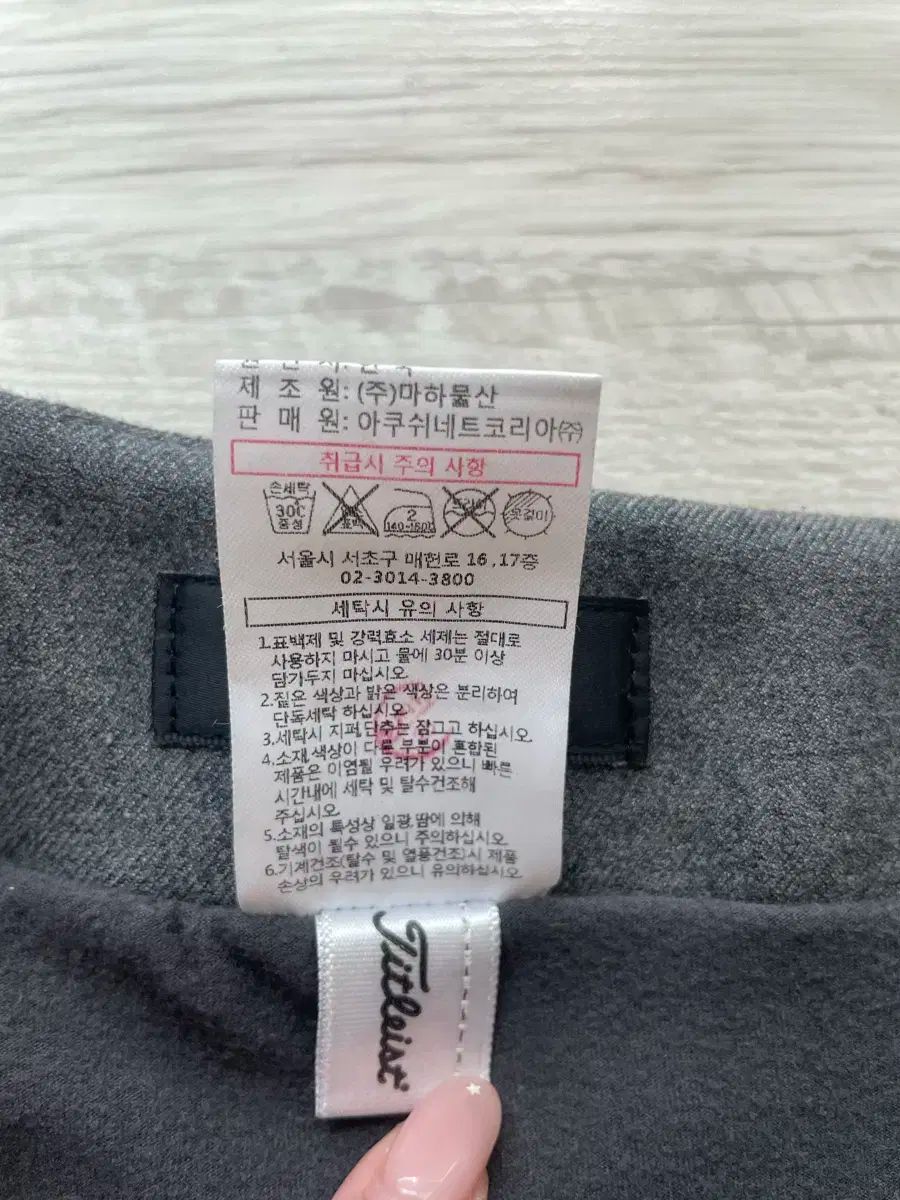 제 조 원: (주)마하물산
판 매 원: 아쿠쉬네트코리아(주)
취급시 주의 사항
손세탁
30C
중성
표백
2
140-160C
드라이
옷걸이
서울시 서초구 매헌로 16,17층
02-3014-3800
세탁시 유의 사항
1.표백제 및 강력효소 세제는 절대로
사용하지 마시고 물에 30분 이상
담가두지 마십시오.
2.짙은 색상과 밝은 색상은 분리하여
단독세탁 하십시오.
3.세탁시 지퍼,단추는 잠그고 하십시오.
4.소재,색상이 다른 부분이 혼합된
제품은 이염될 우려가 있으니 빠른
시간내에 세탁 및 탈수건조해
주십시오.
5.소재의 특성상 일광,땀에 의해
탈색이 될수 있으니 주의하십시오.
6.기계건조(탈수 및 열풍건조)시 제품
손상의 우려가 있으니 유의하십시오.
Titleist